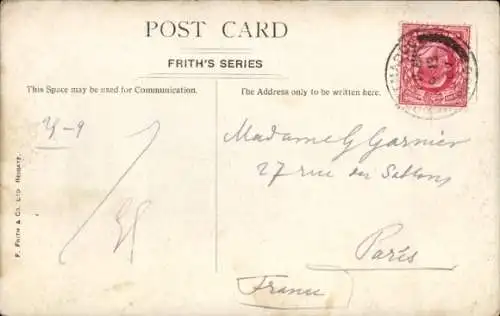 POST CARD
FRITH'S SERIES
This Space may be used for Communication.
The Address only to be written here.
Madame G Garnier
27 rue des Sablons
Paris
France
F. FRITH & CO. LTD REIGATE.